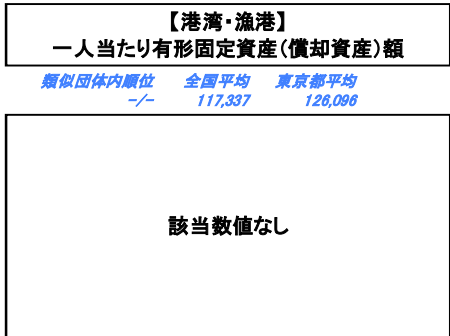 【港湾・漁港】
一人当たり有形固定資産(償却資産)額
類似団体内順位 全国平均 東京都平均
-/- 117,337 126,096
該当数値なし